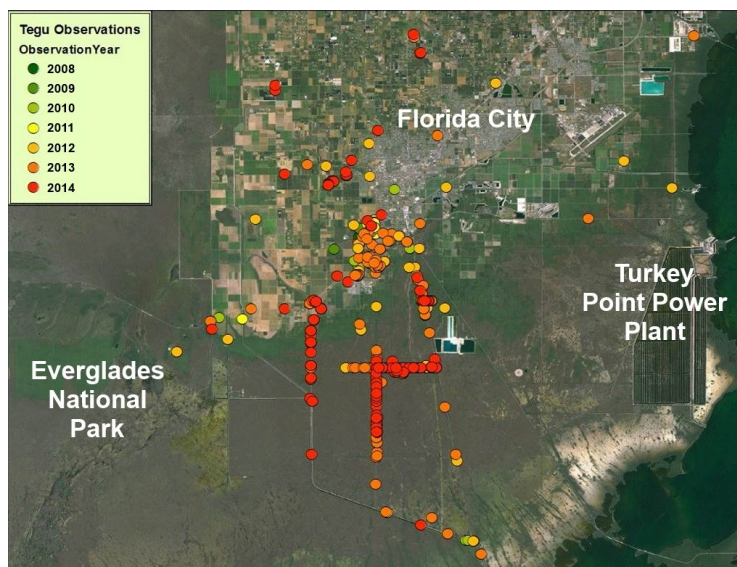 Tegu Observations
ObservationYear
2008
2009
2010
2011
2012
2013
2014
Florida City
Turkey
Point Power
Plant
Everglades
National
Park